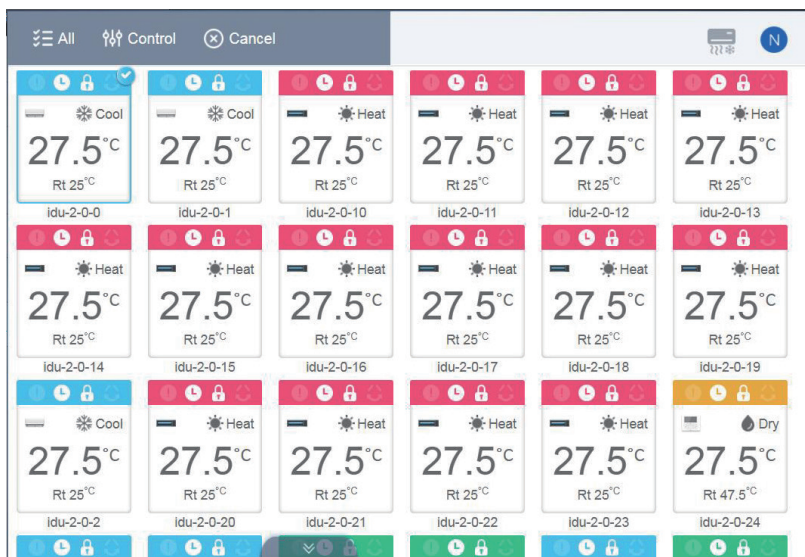 All Control Cancel N
Cool Cool Heat Heat Heat Heat
27.5°C 27.5°C 27.5°C 27.5°C 27.5°C 27.5°C
Rt 25°C Rt 25°C Rt 25°C Rt 25°C Rt 25°C Rt 25°C
idu-2-0-0 idu-2-0-1 idu-2-0-10 idu-2-0-11 idu-2-0-12 idu-2-0-13
Heat Heat Heat Heat Heat Heat
27.5°C 27.5°C 27.5°C 27.5°C 27.5°C 27.5°C
Rt 25°C Rt 25°C Rt 25°C Rt 25°C Rt 25°C Rt 25°C
idu-2-0-14 idu-2-0-15 idu-2-0-16 idu-2-0-17 idu-2-0-18 idu-2-0-19
Cool Heat Heat Heat Heat Dry
27.5°C 27.5°C 27.5°C 27.5°C 27.5°C 27.5°C
Rt 25°C Rt 25°C Rt 25°C Rt 25°C Rt 25°C Rt 47.5°C
idu-2-0-2 idu-2-0-20 idu-2-0-21 idu-2-0-22 idu-2-0-23 idu-2-0-24